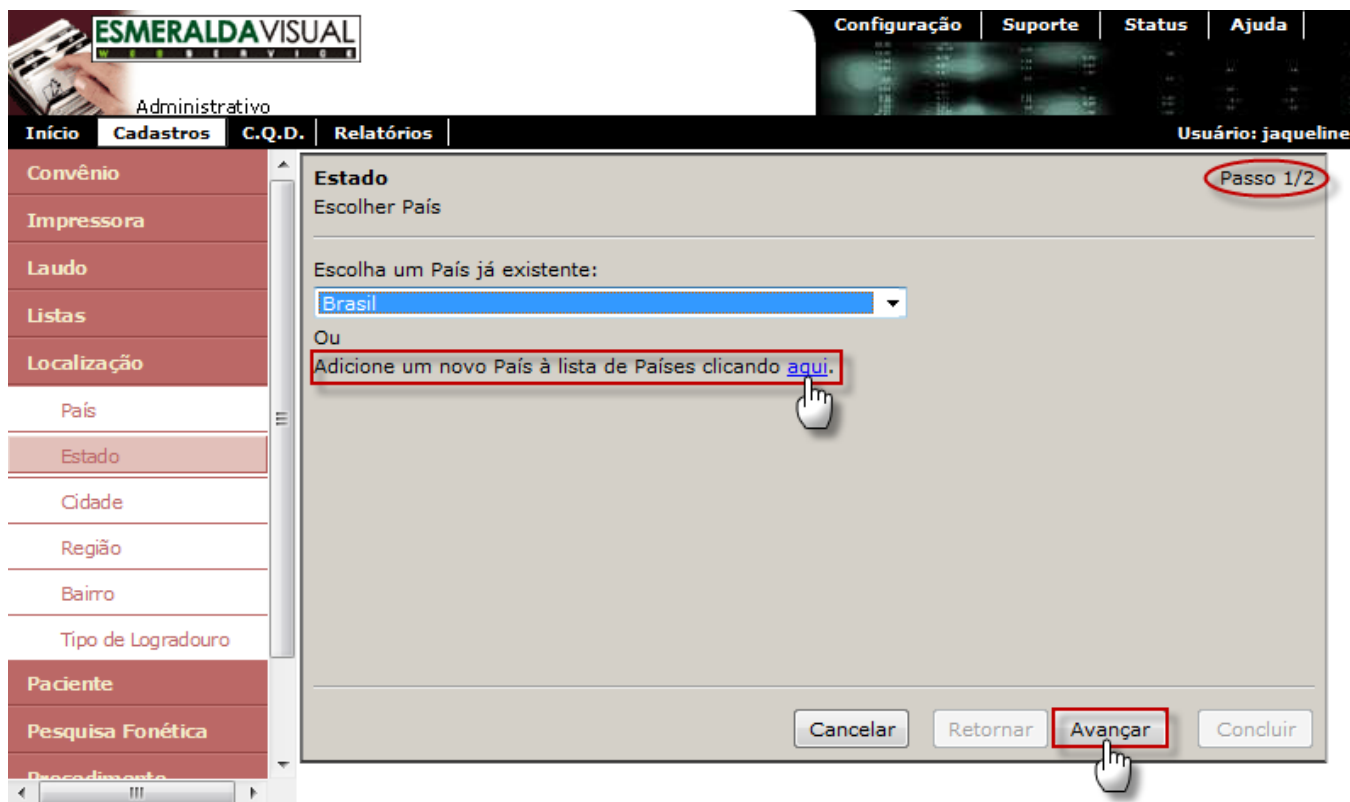 ESMERALDAVISUAL
WEBSERVICE
Administrativo
Configuração Suporte Status Ajuda
Início Cadastros C.Q.D. Relatórios
Usuário: jaqueline
Convênio
Impressora
Laudo
Listas
Localização
País
Estado
Cidade
Região
Bairro
Tipo de Logradouro
Paciente
Pesquisa Fonética
Procedimento
Estado
Passo 1/2
Escolher País
Escolha um País já existente:
Brasil
Ou
Adicione um novo País à lista de Países clicando aqui.
Cancelar Retornar Avançar Concluir